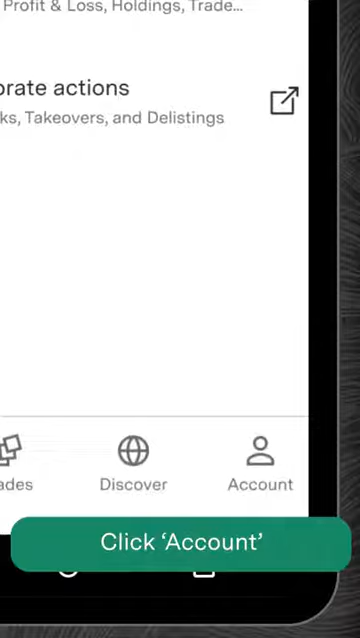 Profit & Loss, Holdings, Trade...
orate actions
ks, Takeovers, and Delistings
ades
Discover
Account
Click ‘Account’